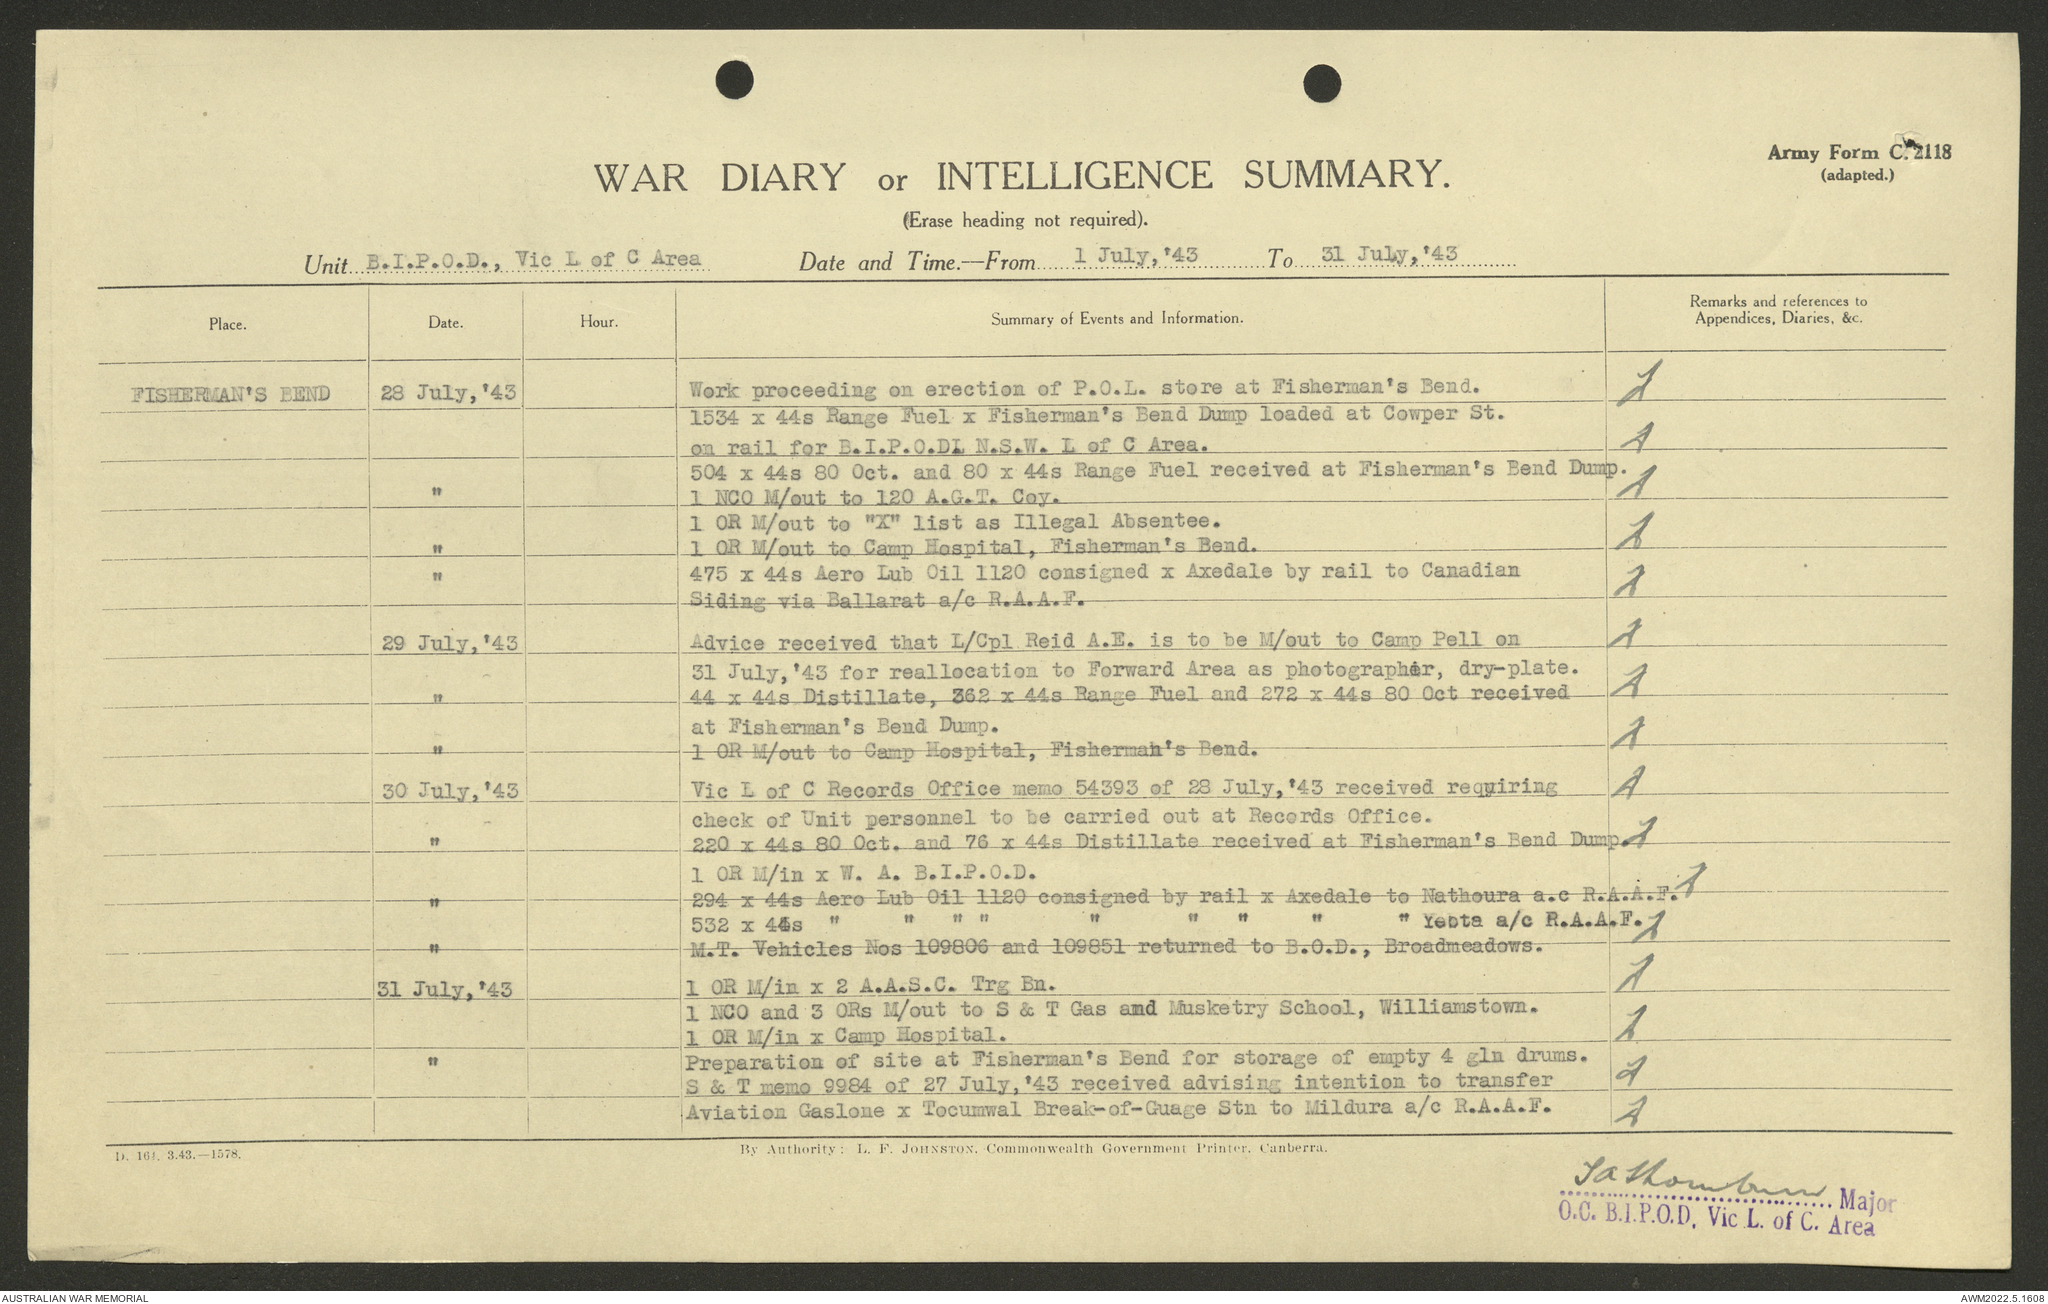 Army Form C.2118
(adapted.)
WAR DIARY or INTELLIGENCE SUMMARY.
(Erase heading not required).
Unit B.I.P.O.D., Vic L of C Area Date and Time.—From 1 July,'43 To 31 July,'43
Place. Date. Hour. Summary of Events and Information. Remarks and references to
Appendices, Diaries, &c.
FISHERMAN'S BEND 28 July,'43 Work proceeding on erection of P.O.L. store at Fisherman's Bend.
1534 x 44s Range Fuel x Fisherman's Bend Dump loaded at Cowper St.
on rail for B.I.P.O.DL N.S.W. L of C Area.
504 x 44s 80 Oct. and 80 x 44s Range Fuel received at Fisherman's Bend Dump.
" 1 NCO M/out to 120 A.G.T. Coy.
1 OR M/out to "X" list as Illegal Absentee.
" 1 OR M/out to Camp Hospital, Fisherman's Bend.
" 475 x 44s Aero Lub Oil 1120 consigned x Axedale by rail to Canadian
Siding via Ballarat a/c R.A.A.F.
29 July,'43 Advice received that L/Cpl Reid A.E. is to be M/out to Camp Pell on
31 July,'43 for reallocation to Forward Area as photographer, dry-plate.
" 44 x 44s Distillate, 362 x 44s Range Fuel and 272 x 44s 80 Oct received
at Fisherman's Bend Dump.
" 1 OR M/out to Camp Hospital, Fisherman's Bend.
30 July,'43 Vic L of C Records Office memo 54393 of 28 July,'43 received requiring
check of Unit personnel to be carried out at Records Office.
" 220 x 44s 80 Oct. and 76 x 44s Distillate received at Fisherman's Bend Dump.
1 OR M/in x W. A. B.I.P.O.D.
" 294 x 44s Aero Lub Oil 1120 consigned by rail x Axedale to Nathoura a.c R.A.A.F.
532 x 44s " " " " " " " " " Yebta a/c R.A.A.F.
" M.T. Vehicles Nos 109806 and 109851 returned to B.O.D., Broadmeadows.
31 July,'43 1 OR M/in x 2 A.A.S.C. Trg Bn.
1 NCO and 3 ORs M/out to S & T Gas and Musketry School, Williamstown.
1 OR M/in x Camp Hospital.
" Preparation of site at Fisherman's Bend for storage of empty 4 gln drums.
S & T memo 9984 of 27 July,'43 received advising intention to transfer
Aviation Gaslone x Tocumwal Break-of-Guage Stn to Mildura a/c R.A.A.F.
D. 164. 3.43.—1578. By Authority: L. F. JOHNSTON, Commonwealth Government Printer, Canberra.
Major
O.C. B.I.P.O.D, Vic L. of C. Area
AUSTRALIAN WAR MEMORIAL AWM2022.5.1608